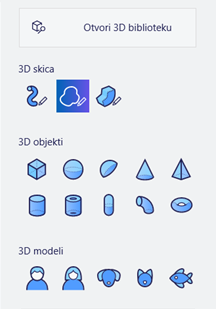 Otvori 3D biblioteku
3D skica
3D objekti
3D modeli